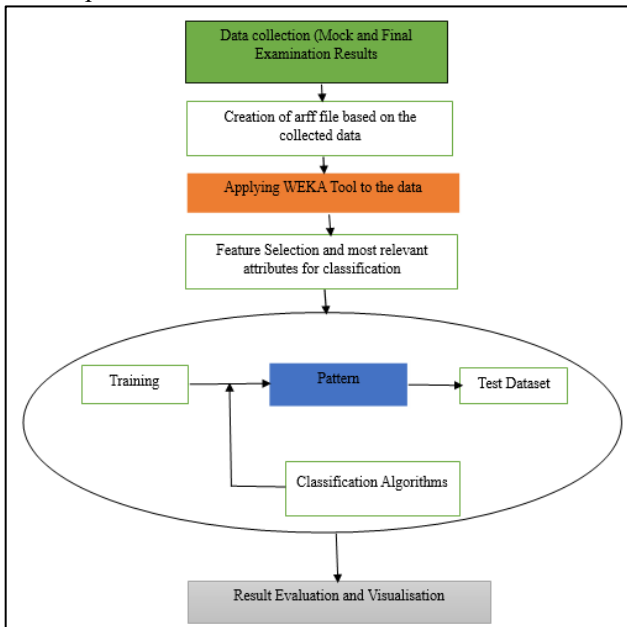 Data collection (Mock and Final
Examination Results
Creation of arff file based on the
collected data
Applying WEKA Tool to the data
Feature Selection and most relevant
attributes for classification
Training
Pattern
Test Dataset
Classification Algorithms
Result Evaluation and Visualisation